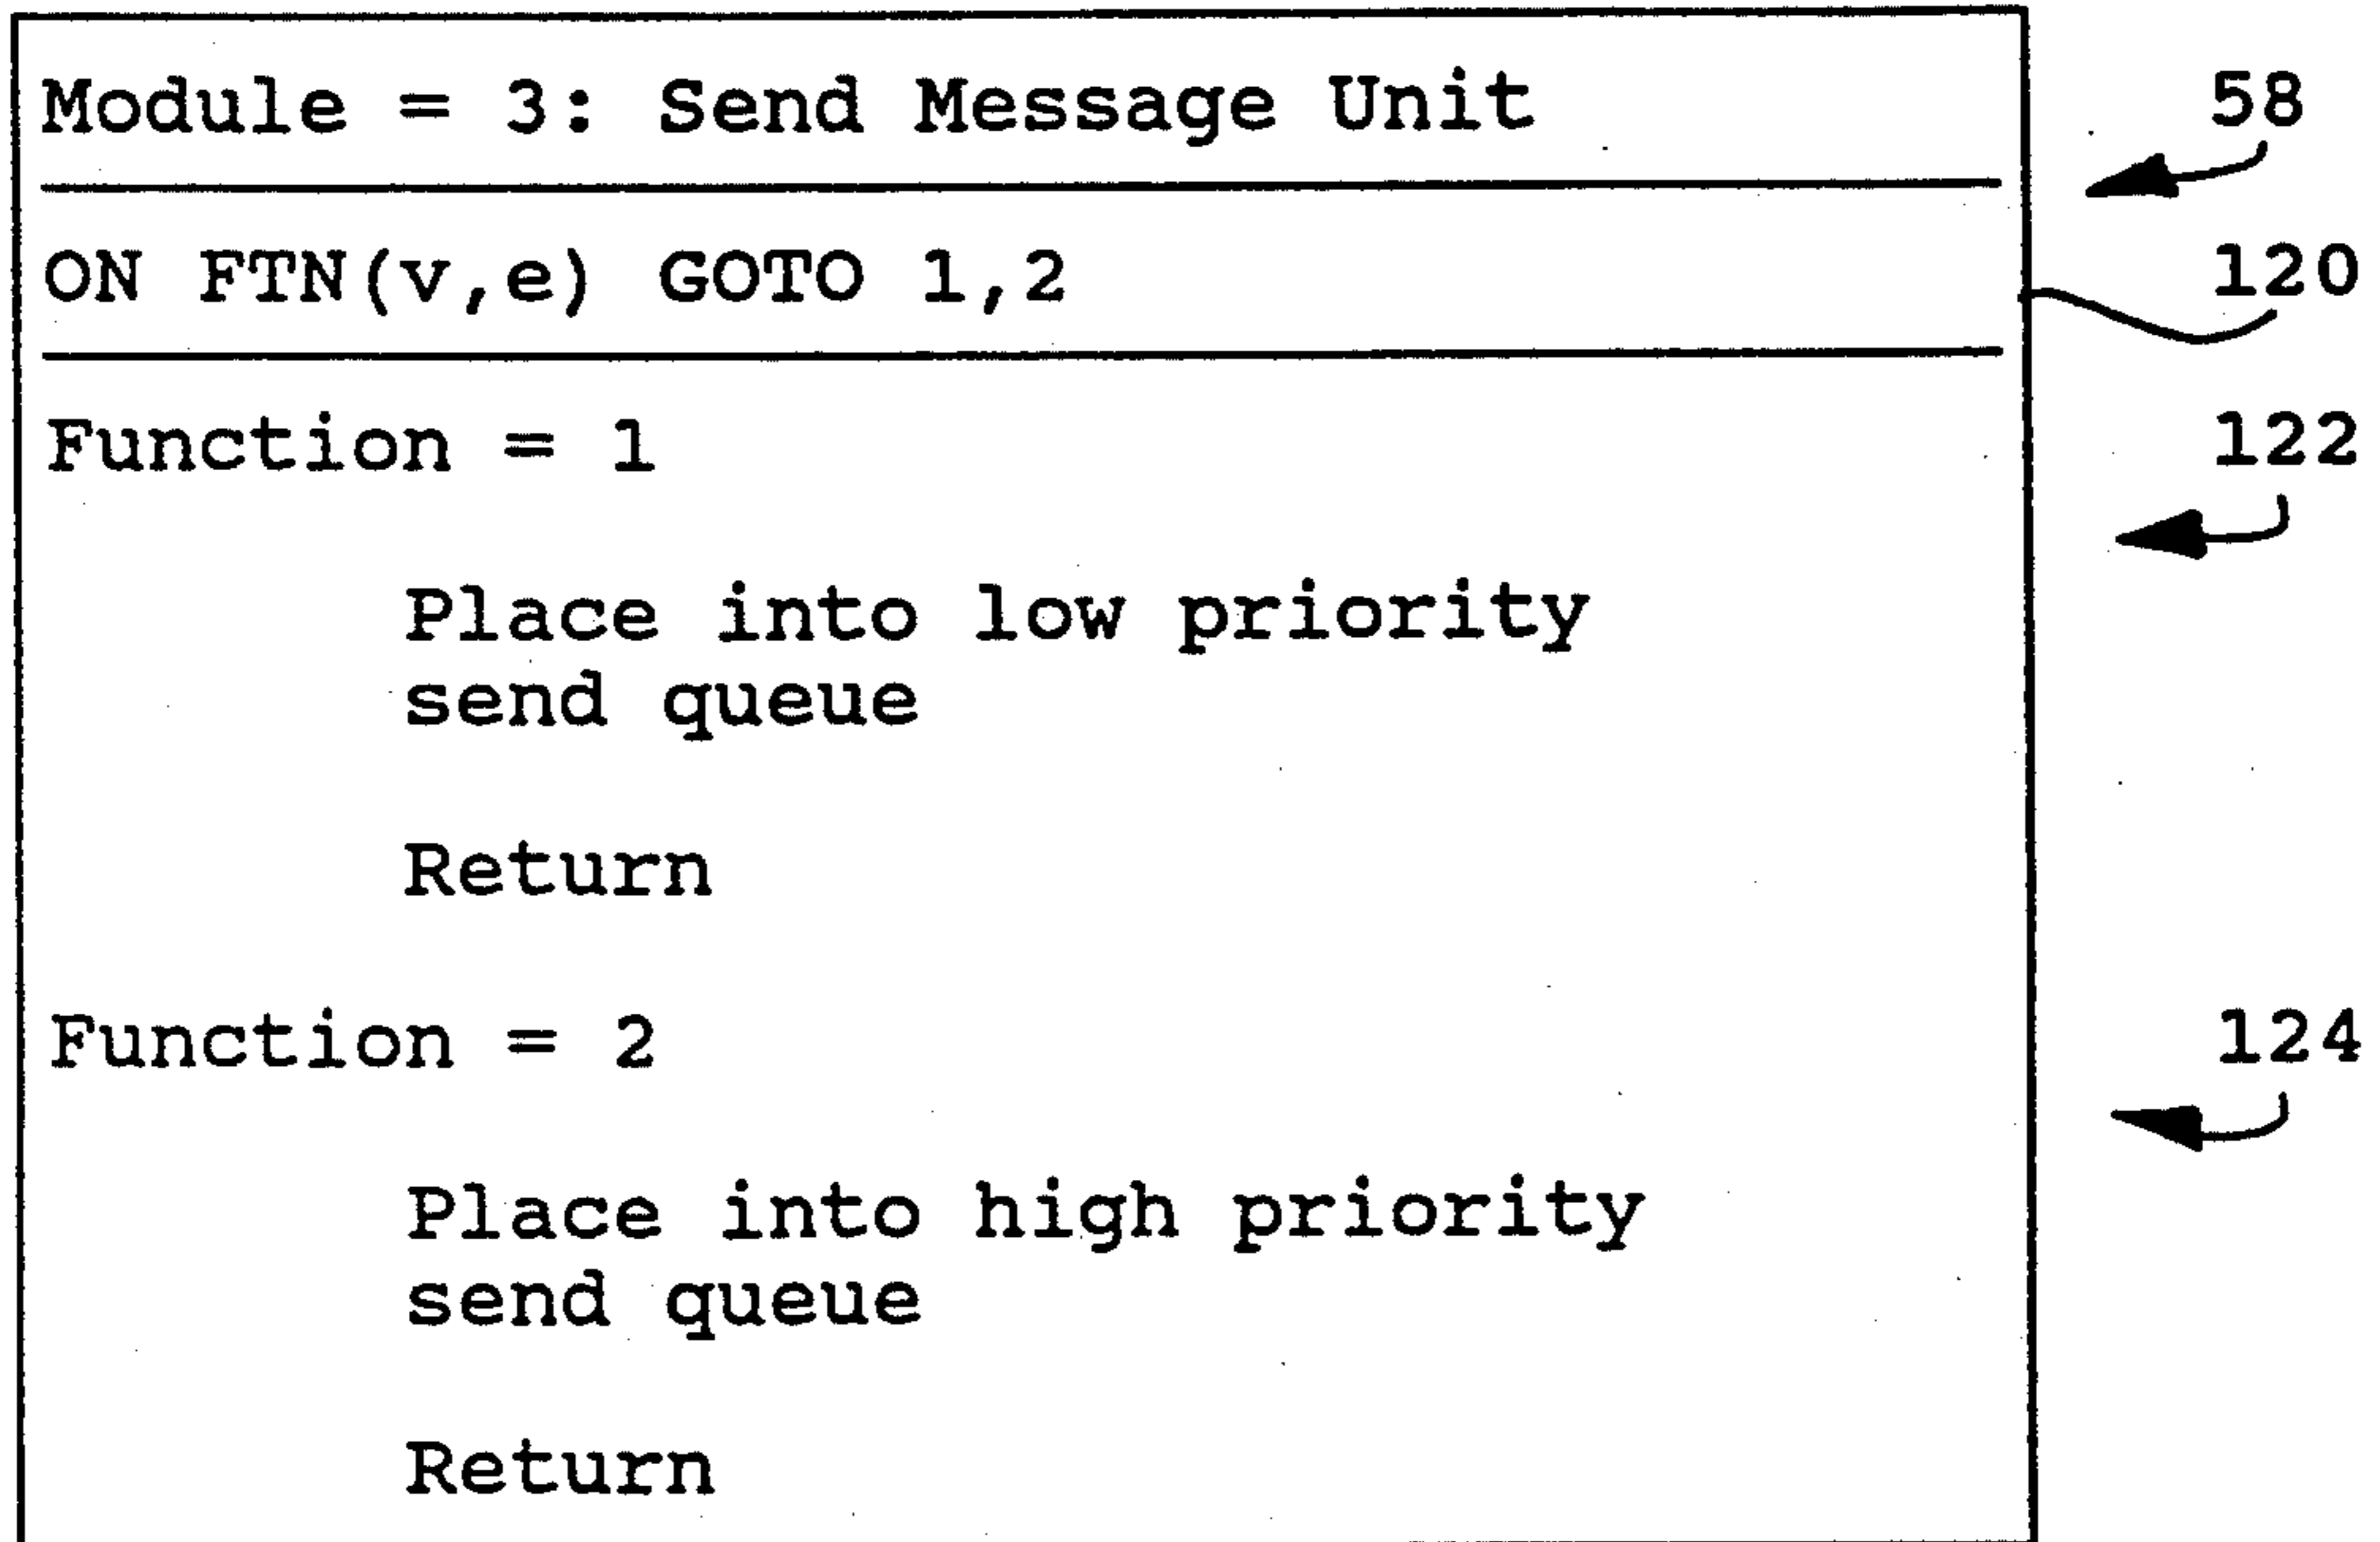 Module = 3: Send Message Unit 58
ON FTN(v,e) GOTO 1,2 120
Function = 1 122
Place into low priority
send queue
Return
Function = 2 124
Place into high priority
send queue
Return